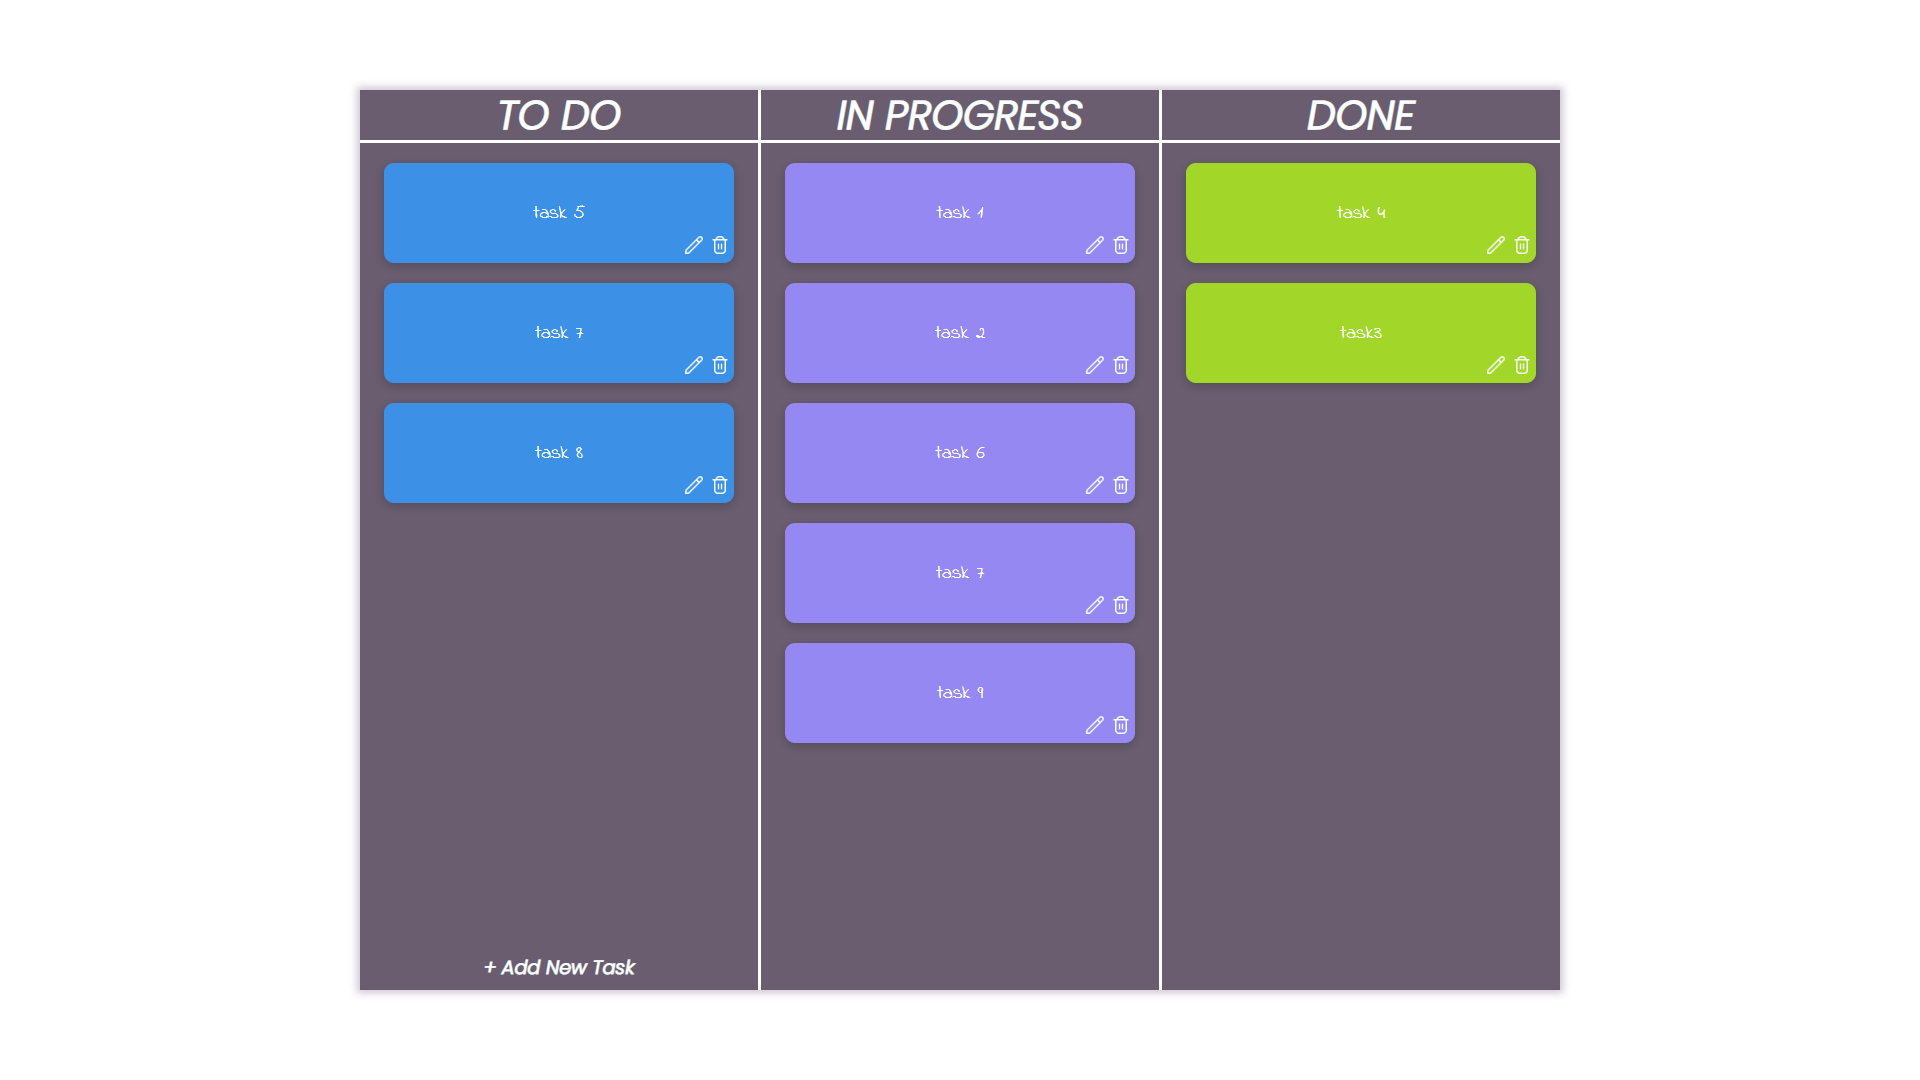 TO DO
task 5
task 7
task 8
+ Add New Task
IN PROGRESS
task 1
task 2
task 6
task 7
task 9
DONE
task 4
task3